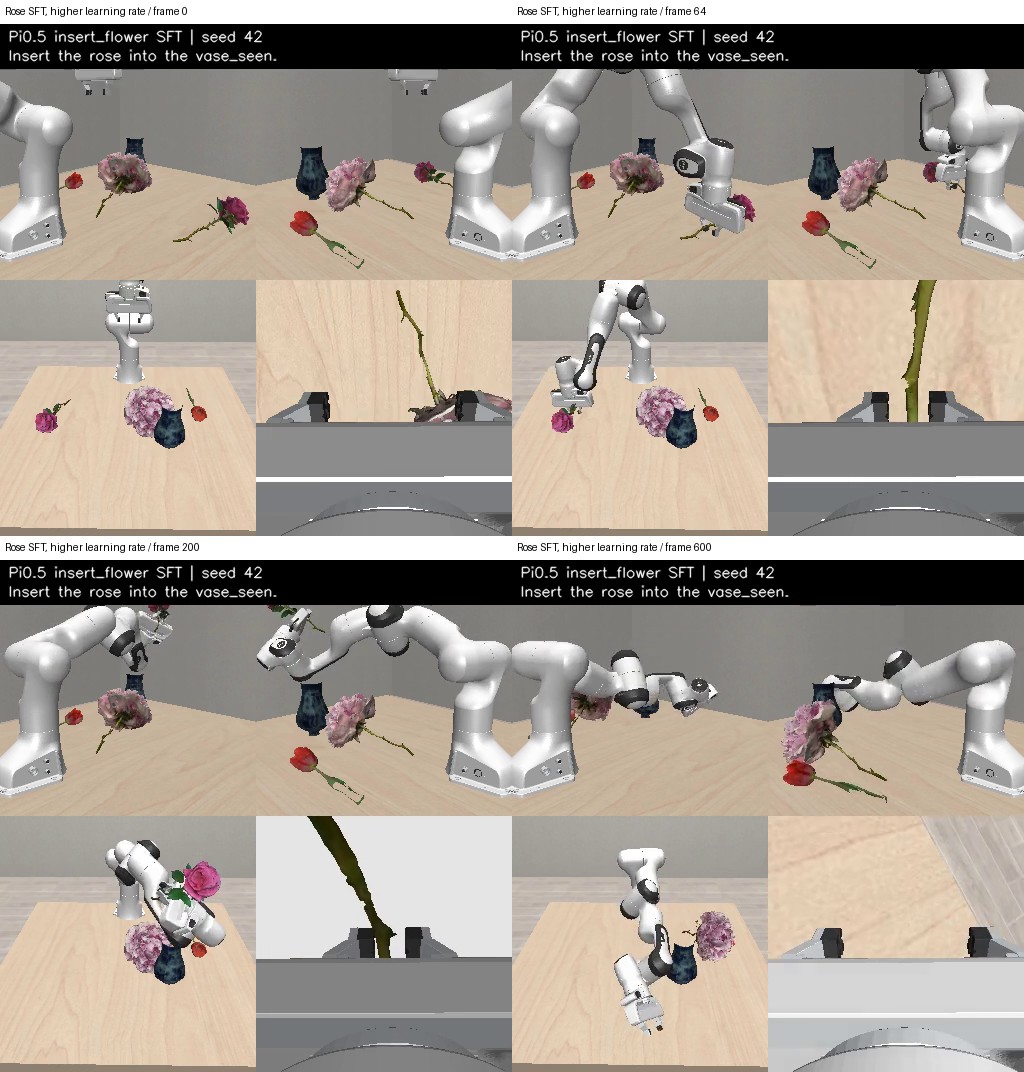 Rose SFT, higher learning rate / frame 0
Pi0.5 insert_flower SFT | seed 42
Insert the rose into the vase_seen.
Rose SFT, higher learning rate / frame 64
Pi0.5 insert_flower SFT | seed 42
Insert the rose into the vase_seen.
Rose SFT, higher learning rate / frame 200
Pi0.5 insert_flower SFT | seed 42
Insert the rose into the vase_seen.
Rose SFT, higher learning rate / frame 600
Pi0.5 insert_flower SFT | seed 42
Insert the rose into the vase_seen.